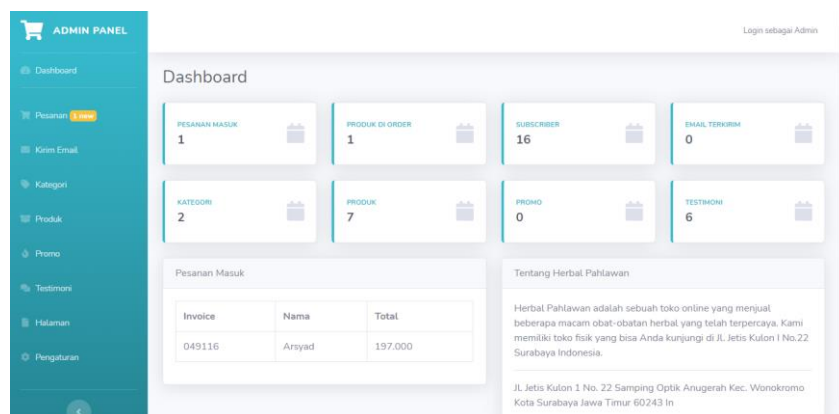 ADMIN PANEL
Login sebagai Admin
Dashboard
Pesanan 1 new
Kirim Email
Kategori
Produk
Promo
Testimoni
Halaman
Pengaturan
Dashboard
PESANAN MASUK
1
PRODUK DI ORDER
1
SUBSCRIBER
16
EMAIL TERKIRIM
0
KATEGORI
2
PRODUK
7
PROMO
0
TESTIMONI
6
Pesanan Masuk
Invoice Nama Total
049116 Arsyad 197.000
Tentang Herbal Pahlawan
Herbal Pahlawan adalah sebuah toko online yang menjual
beberapa macam obat-obatan herbal yang telah terpercaya. Kami
memiliki toko fisik yang bisa Anda kunjungi di Jl. Jetis Kulon I No.22
Surabaya Indonesia.
Jl. Jetis Kulon 1 No. 22 Samping Optik Anugerah Kec. Wonokromo
Kota Surabaya Jawa Timur 60243 In